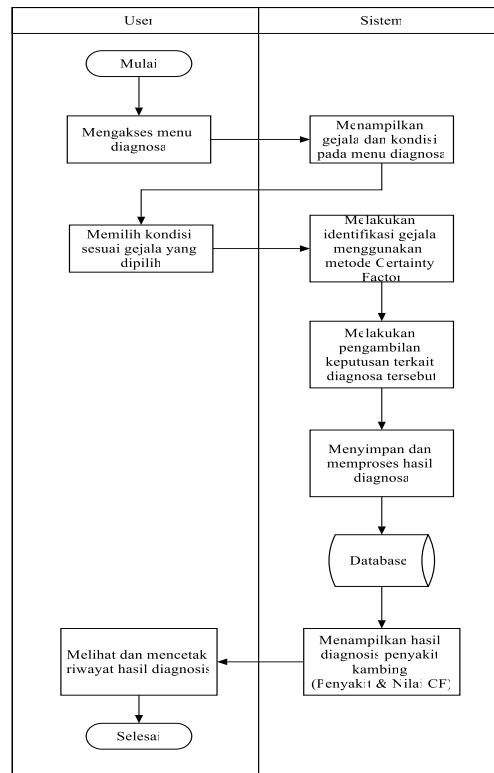 User
Sistem
Mulai
Mengakses menu
diagnosa
Menampilkan
gejala dan kondisi
pada menu diagnosa
Memilih kondisi
sesuai gejala yang
dipilih
Melakukan
identifikasi gejala
menggunakan
metode Certainty
Factor
Melakukan
pengambilan
keputusan terkait
diagnosa tersebut
Menyimpan dan
memproses hasil
diagnosa
Database
Menampilkan hasil
diagnosis penyakit
kambing
(Penyakit & Nilai CF)
Melihat dan mencetak
riwayat hasil diagnosis
Selesai